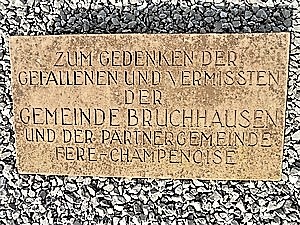 ZUM GEDENKEN DER
GEFALLENEN UND VERMISSTEN
DER
GEMEINDE BRUCHHAUSEN
UND DER PARTNERGEMEINDE
FERE-CHAMPENOISE